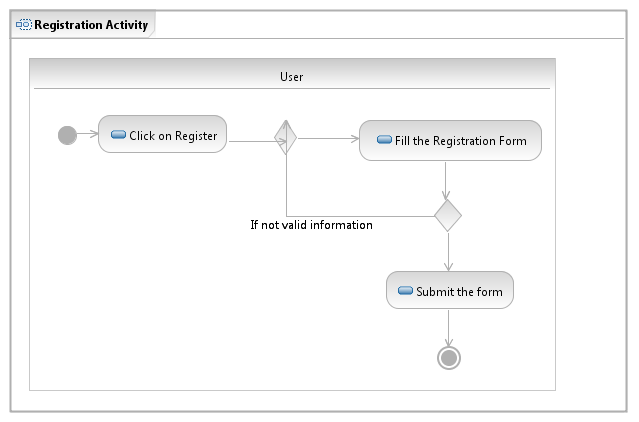 Registration Activity
User
Click on Register
Fill the Registration Form
If not valid information
Submit the form